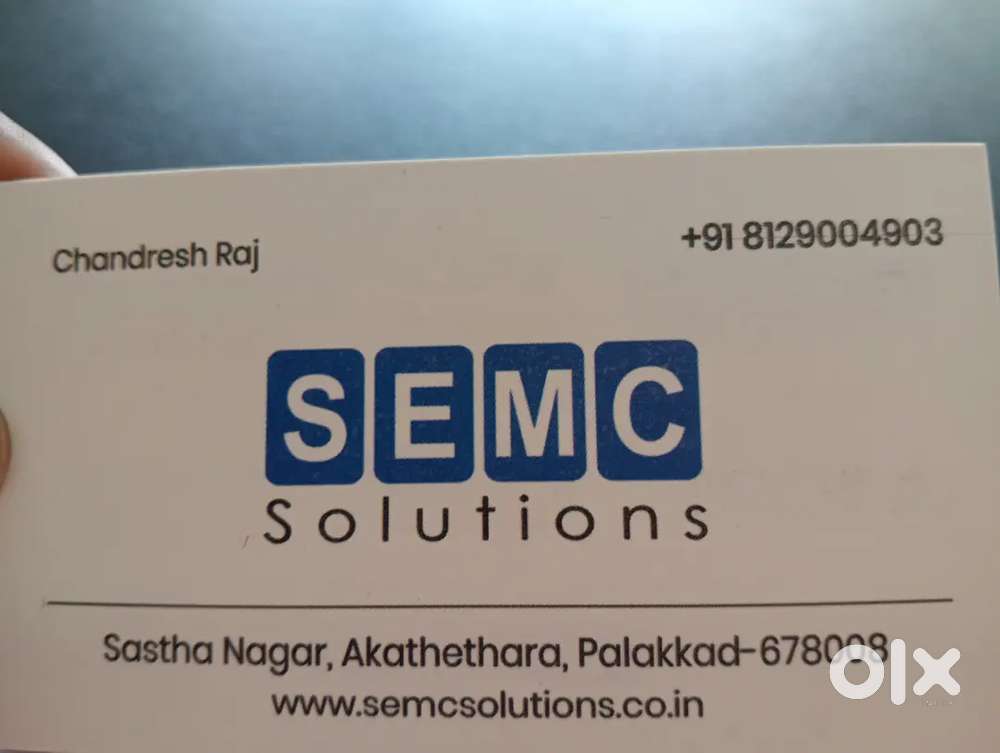 Chandresh Raj
+91 8129004903
SEMC
Solutions
Sastha Nagar, Akathethara, Palakkad-678008
www.semcsolutions.co.in
olx